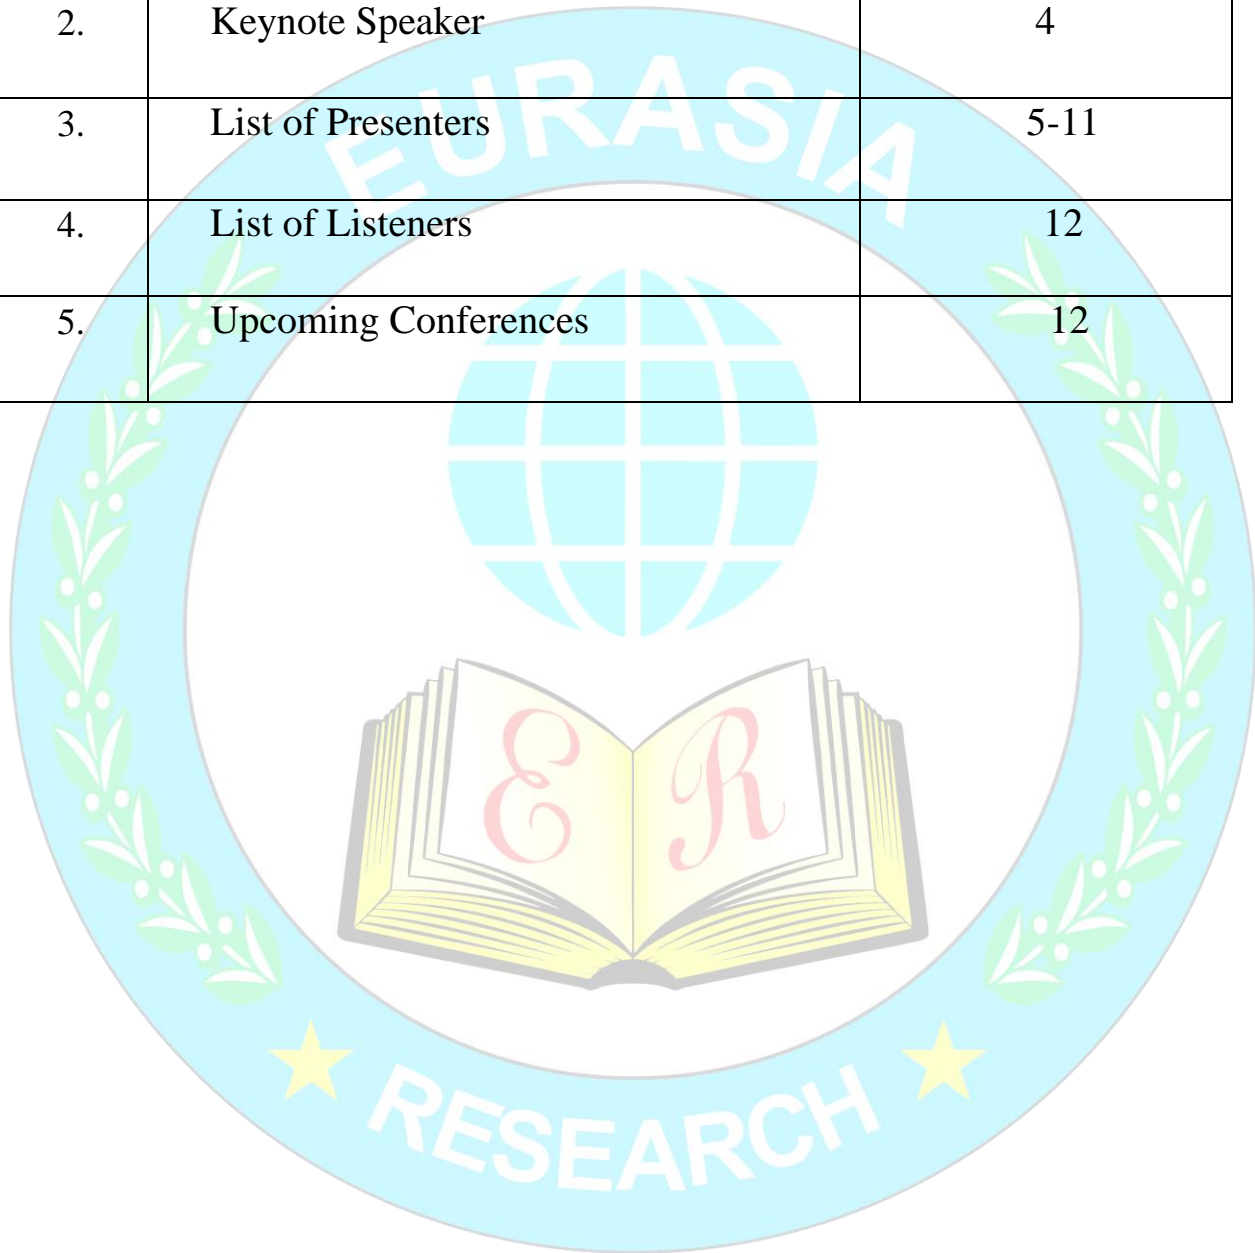 2. Keynote Speaker 4
3. List of Presenters 5-11
4. List of Listeners 12
5. Upcoming Conferences 12
EURASIA
E R
RESEARCH